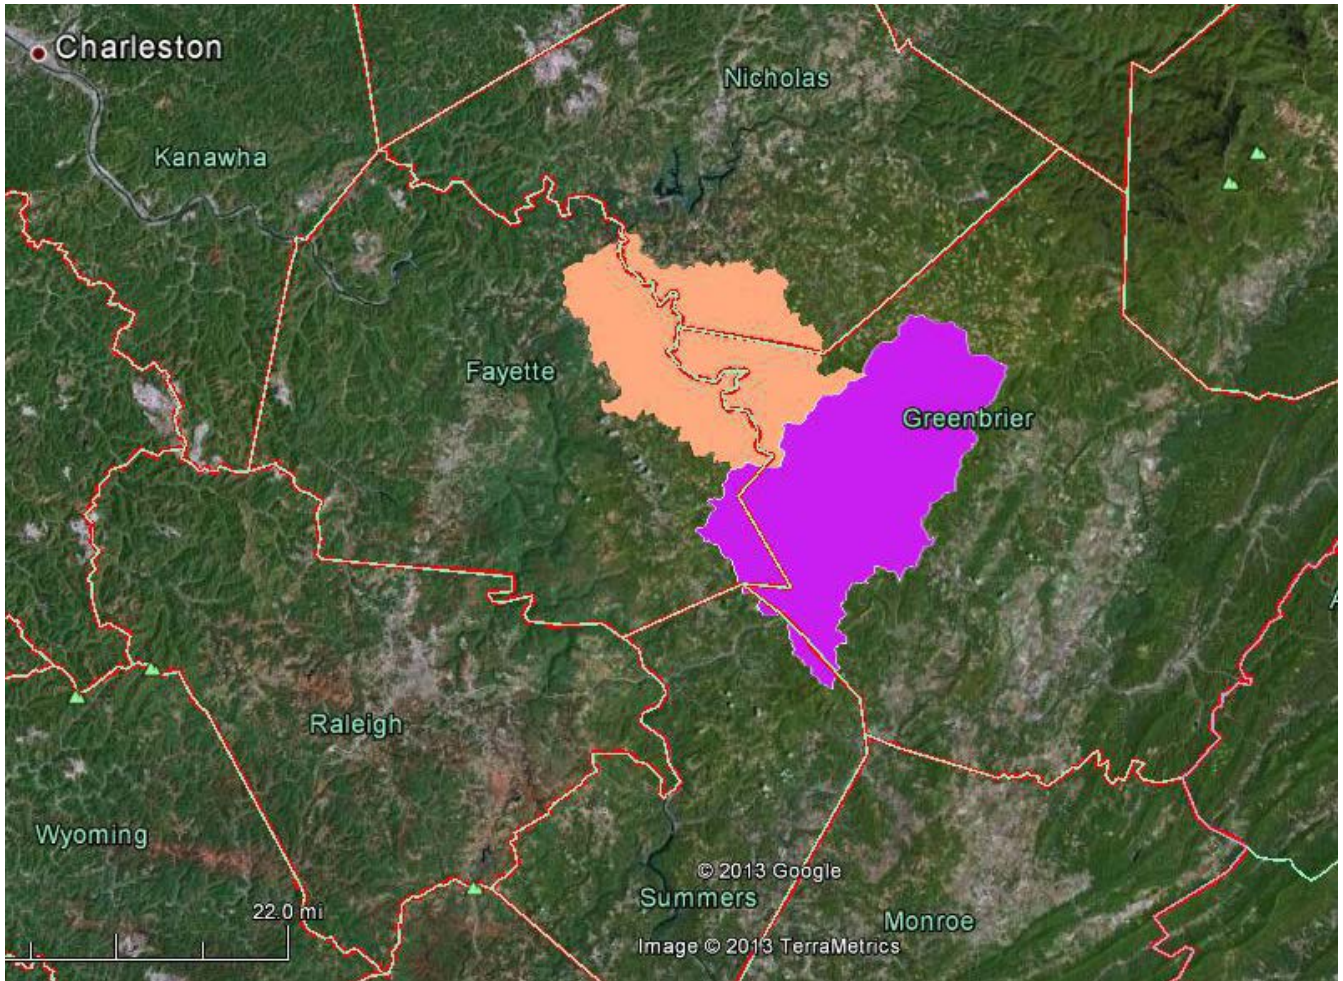 Charleston
Nicholas
Kanawha
Fayette
Greenbrier
Raleigh
Wyoming
© 2013 Google
Summers
22.0 mi
Monroe
Image © 2013 TerraMetrics